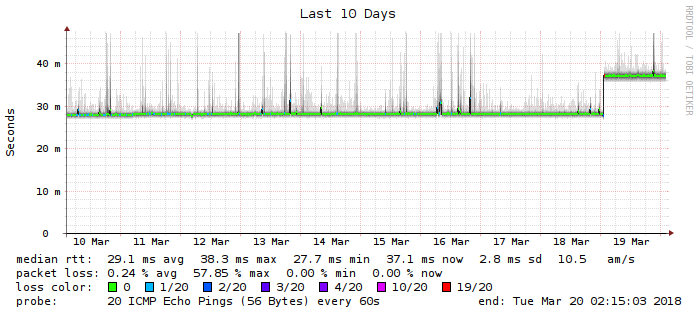 Last 10 Days
RRDTOOL / TOBI OETIKER
Seconds
40 m
30 m
20 m
10 m
0
10 Mar 11 Mar 12 Mar 13 Mar 14 Mar 15 Mar 16 Mar 17 Mar 18 Mar 19 Mar
median rtt: 29.1 ms avg 38.3 ms max 27.7 ms min 37.1 ms now 2.8 ms sd 10.5 am/s
packet loss: 0.24 % avg 57.85 % max 0.00 % min 0.00 % now
loss color: 0 1/20 2/20 3/20 4/20 10/20 19/20
probe: 20 ICMP Echo Pings (56 Bytes) every 60s end: Tue Mar 20 02:15:03 2018